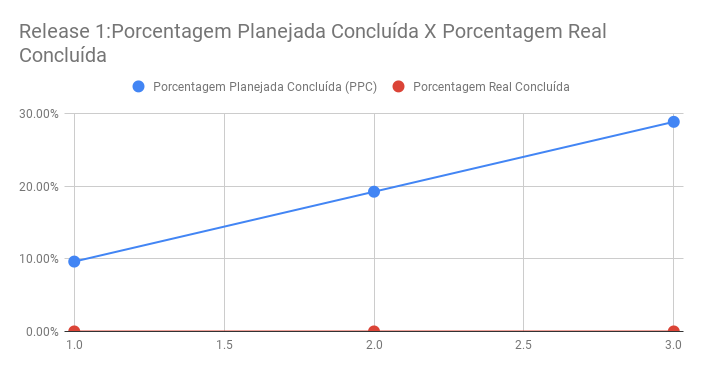 Release 1:Porcentagem Planejada Concluída X Porcentagem Real
Concluída
Porcentagem Planejada Concluída (PPC) Porcentagem Real Concluída
30.00%
20.00%
10.00%
0.00%
1.0 1.5 2.0 2.5 3.0